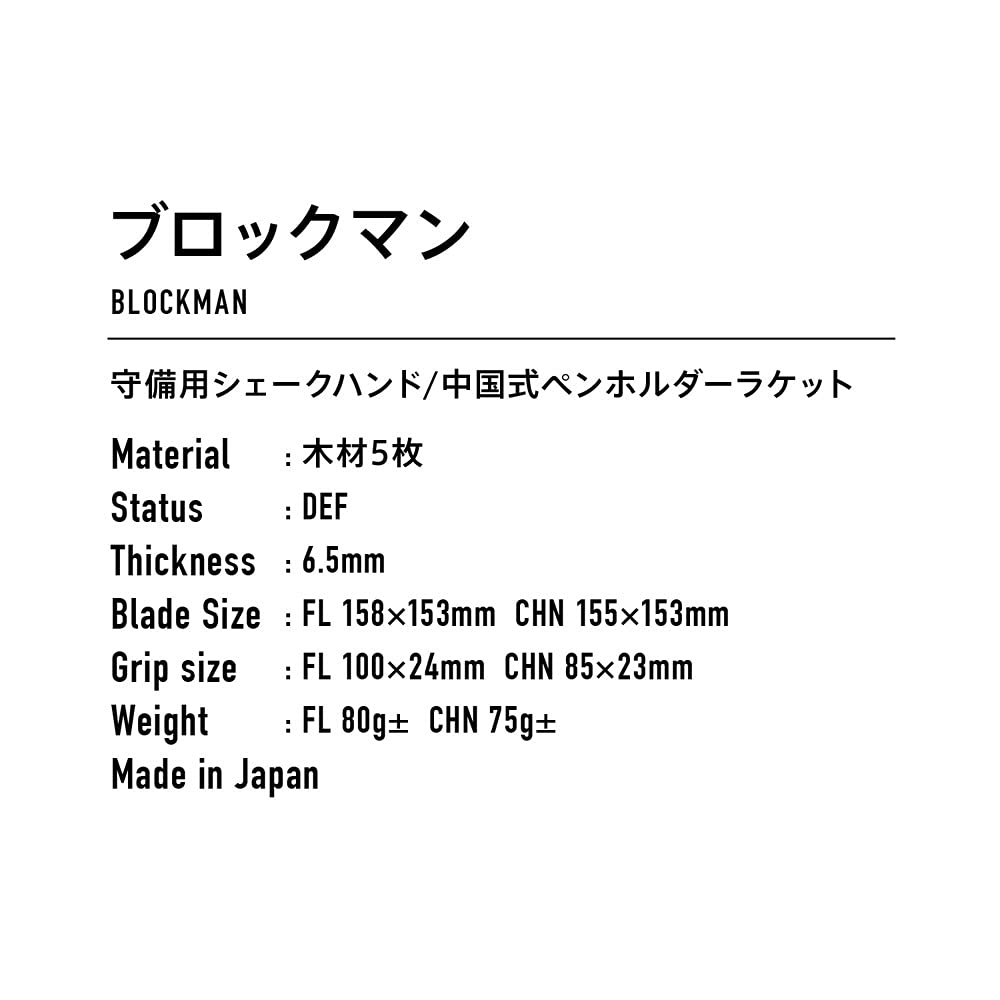 ブロックマン
BLOCKMAN
守備用シェークハンド/中国式ペンホルダーラケット
Material : 木材5枚
Status : DEF
Thickness : 6.5mm
Blade Size : FL 158×153mm CHN 155×153mm
Grip size : FL 100×24mm CHN 85×23mm
Weight : FL 80g± CHN 75g±
Made in Japan